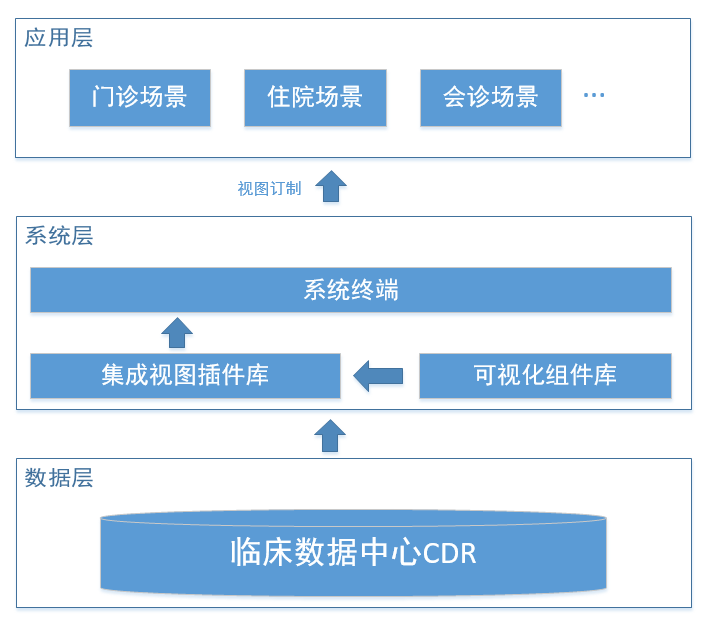 应用层
门诊场景
住院场景
会诊场景
...
视图订制
系统层
系统终端
集成视图插件库
可视化组件库
数据层
临床数据中心CDR